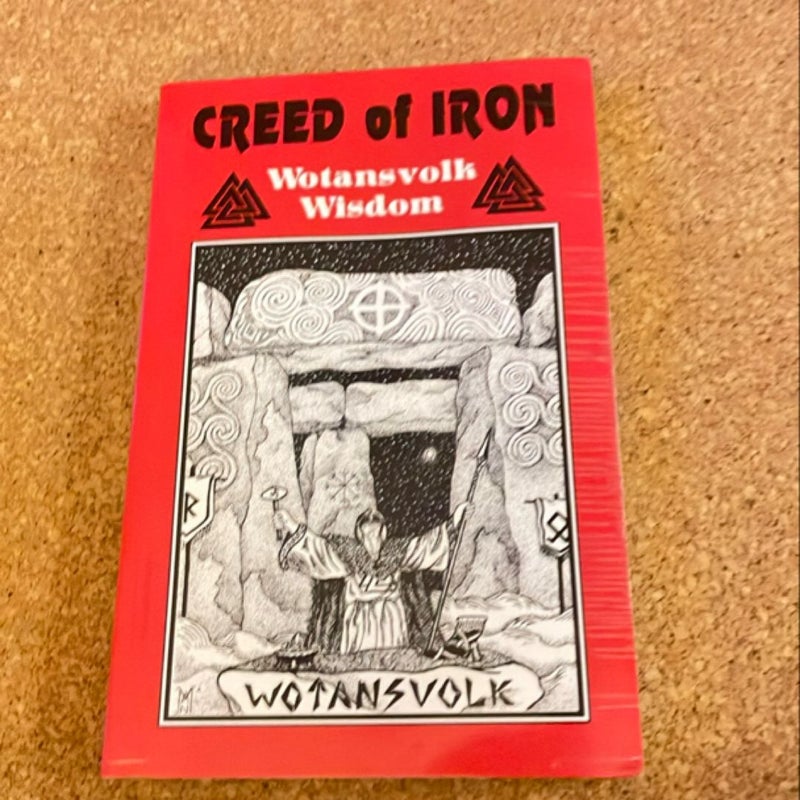 CREED of IRON
Wotansvolk
Wisdom
ᚱ
ᛟ
WOTANSVOLK